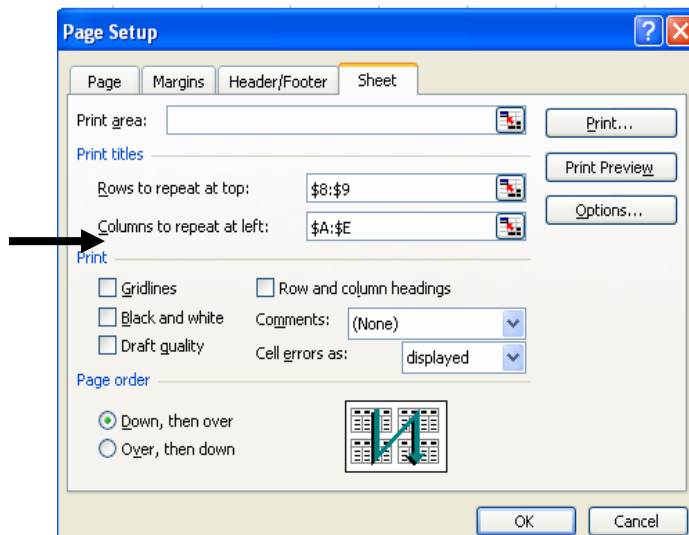 Page Setup
Page Margins Header/Footer Sheet
Print area:
Print...
Print titles
Print Preview
Rows to repeat at top: $8:$9
Options...
Columns to repeat at left: $A:$E
Print
Gridlines Row and column headings
Black and white Comments: (None)
Draft quality Cell errors as: displayed
Page order
Down, then over
Over, then down
OK Cancel